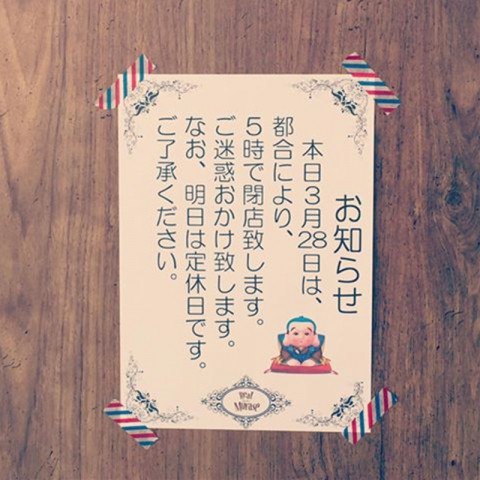 お知らせ
本日3月28日は、
都合により、
5時で閉店致します。
ご迷惑おかけ致します。
なお、明日は定休日です。
ご了承ください。